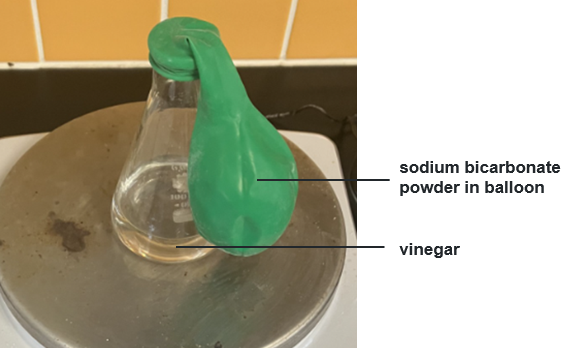 sodium bicarbonate
powder in balloon
vinegar